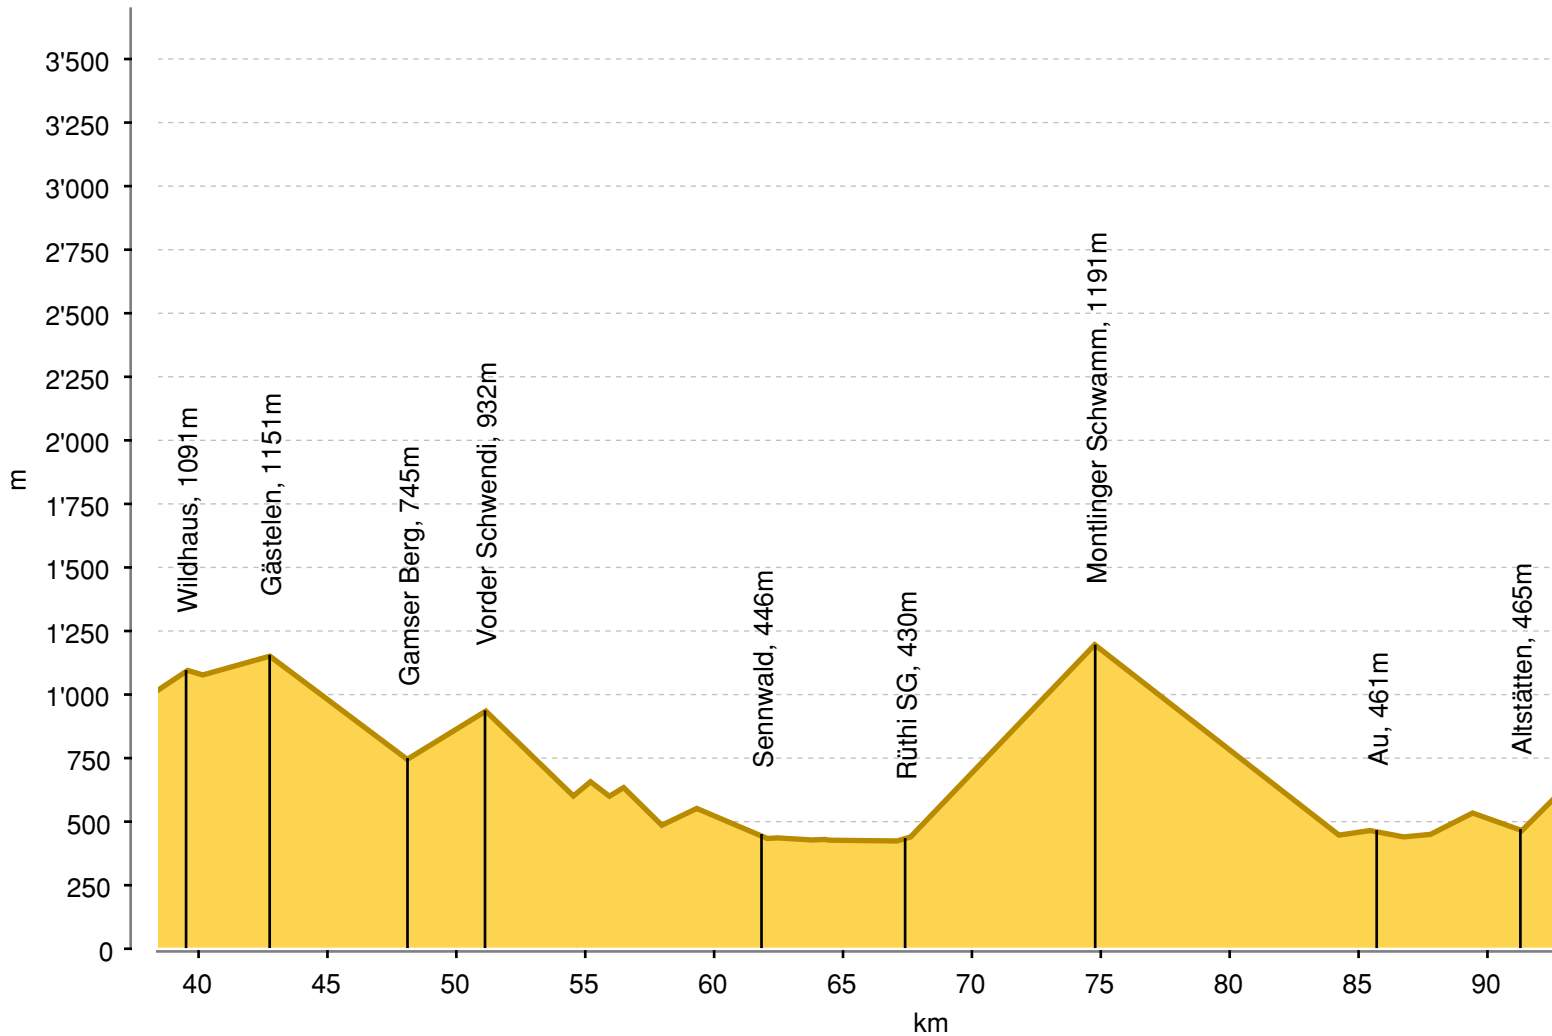 3'500
3'250
3'000
2'750
2'500
2'250
2'000
1'750
1'500
1'250
1'000
750
500
250
0
m
Wildhaus, 1091m
Gästelen, 1151m
Gamser Berg, 745m
Vorder Schwendi, 932m
Sennwald, 446m
Rüthi SG, 430m
Montlinger Schwamm, 1191m
Au, 461m
Altstätten, 465m
40
45
50
55
60
65
70
75
80
85
90
km